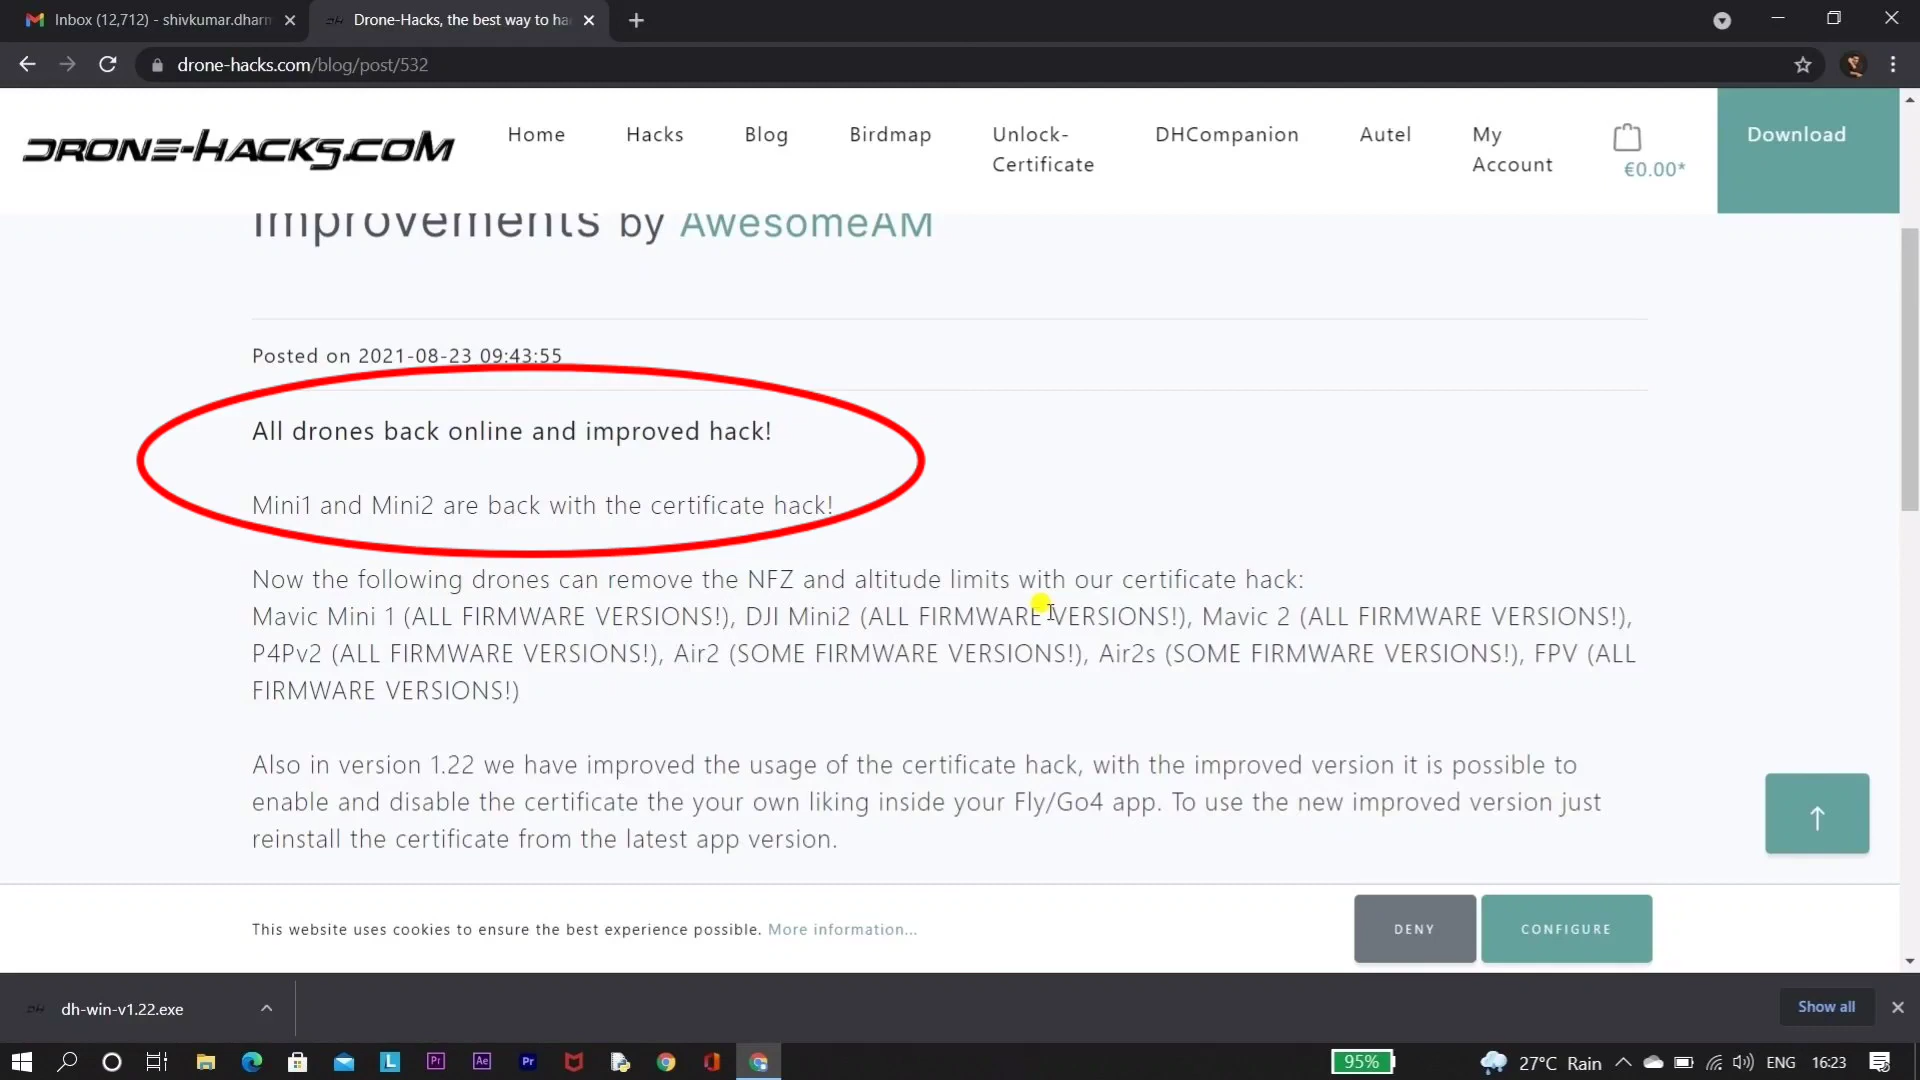 Inbox (12,712) - shivkumar.dharm
Drone-Hacks, the best way to ha
drone-hacks.com/blog/post/532
DRONE-HACKS.COM
Home
Hacks
Blog
Birdmap
Unlock-
Certificate
DHCompanion
Autel
My
Account
€0.00*
Download
Improvements by AwesomeAM
Posted on 2021-08-23 09:43:55
All drones back online and improved hack!
Mini1 and Mini2 are back with the certificate hack!
Now the following drones can remove the NFZ and altitude limits with our certificate hack:
Mavic Mini 1 (ALL FIRMWARE VERSIONS!), DJI Mini2 (ALL FIRMWARE VERSIONS!), Mavic 2 (ALL FIRMWARE VERSIONS!),
P4Pv2 (ALL FIRMWARE VERSIONS!), Air2 (SOME FIRMWARE VERSIONS!), Air2s (SOME FIRMWARE VERSIONS!), FPV (ALL
FIRMWARE VERSIONS!)
Also in version 1.22 we have improved the usage of the certificate hack, with the improved version it is possible to
enable and disable the certificate the your own liking inside your Fly/Go4 app. To use the new improved version just
reinstall the certificate from the latest app version.
This website uses cookies to ensure the best experience possible. More information...
DENY
CONFIGURE
dh-win-v1.22.exe
Show all
L
Pr
Ae
Pr
95%
27°C Rain
ENG
16:23